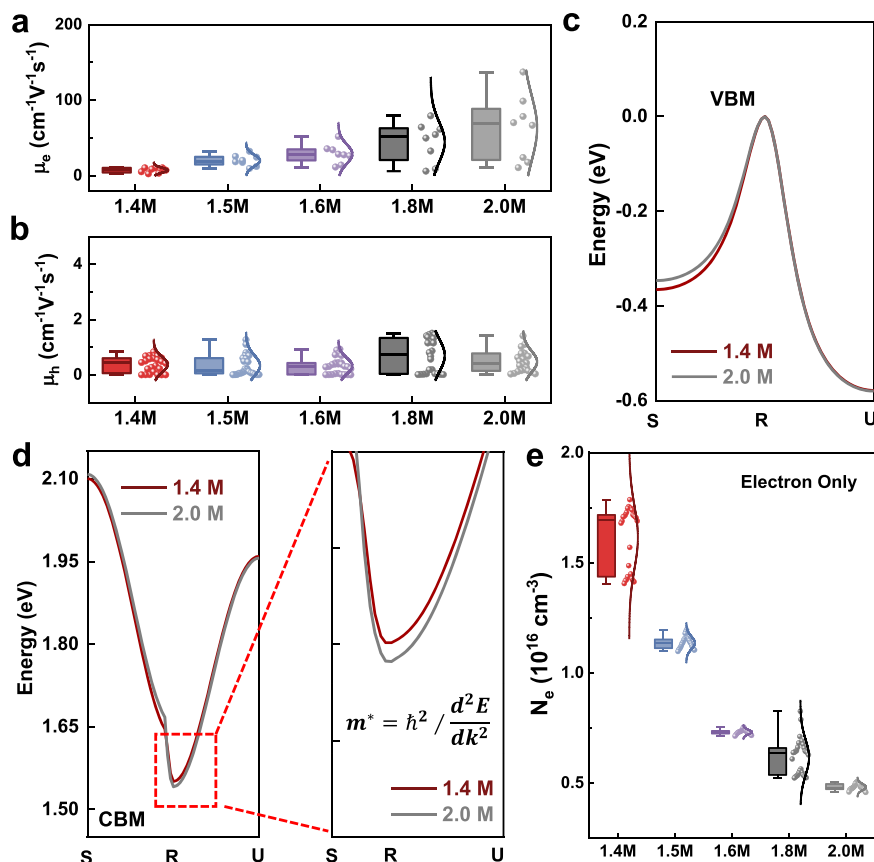 a
200
100
0
μe (cm-1V-1s-1)
1.4M 1.5M 1.6M 1.8M 2.0M
b
4
2
0
μh (cm-1V-1s-1)
1.4M 1.5M 1.6M 1.8M 2.0M
c
0.0
-0.2
-0.2
-0.4
-0.6
Energy (eV)
VBM
1.4 M
2.0 M
S R U
d
2.10
1.95
1.80
1.65
1.50
Energy (eV)
1.4 M
2.0 M
CBM
S R U
m* = ℏ² / d²E
dk²
1.4 M
2.0 M
S R U
e
2.0
1.5
1.0
0.5
Ne (10^16 cm-3)
Electron Only
1.4M 1.5M 1.6M 1.8M 2.0M